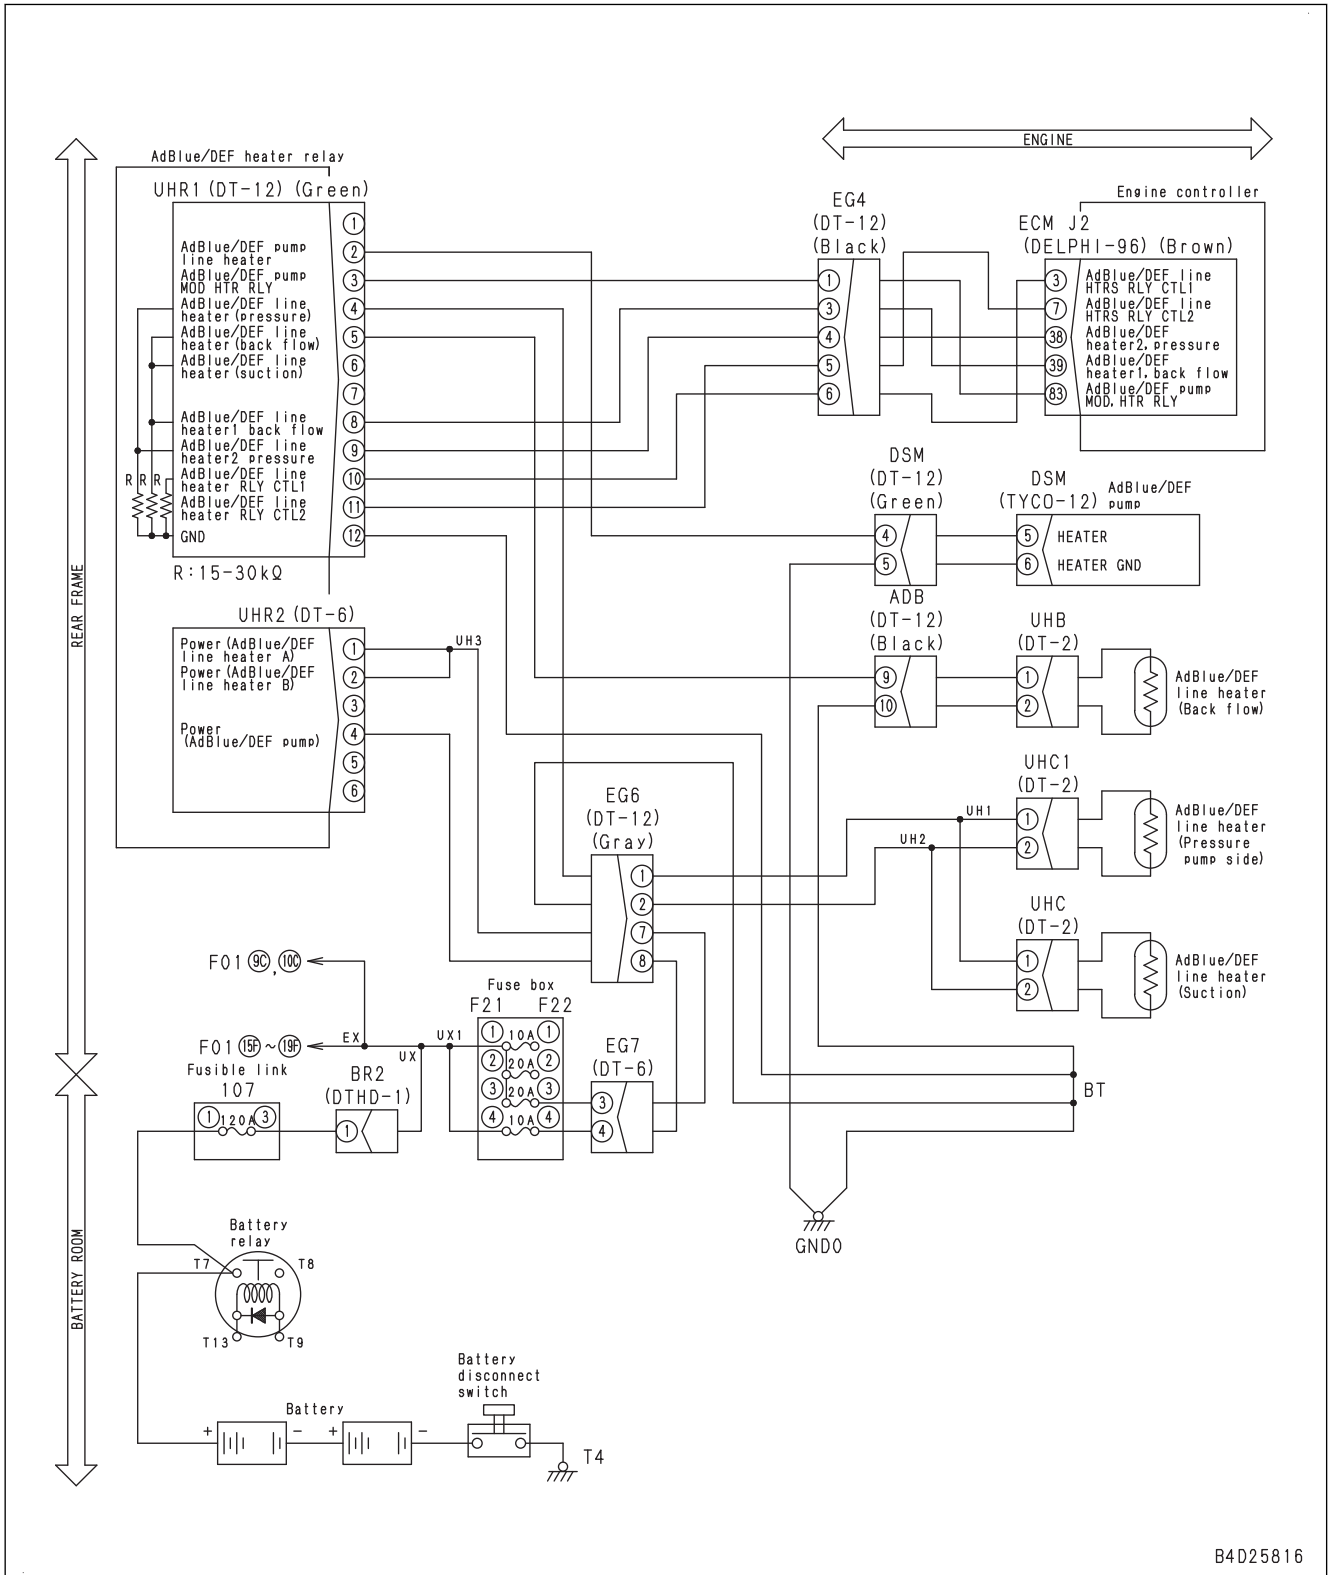 ENGINE
AdBlue/DEF heater relay
UHR1 (DT-12) (Green)
1
AdBlue/DEF pump
line heater
2
AdBlue/DEF pump
MOD HTR RLY
3
AdBlue/DEF line
heater(pressure)
4
AdBlue/DEF line
heater(back flow)
5
AdBlue/DEF line
heater(suction)
6
7
AdBlue/DEF line
heater1 back flow
8
AdBlue/DEF line
heater2 pressure
9
AdBlue/DEF line
heater RLY CTL1
10
AdBlue/DEF line
heater RLY CTL2
11
GND
12
R R R
R:15-30kΩ
EG4
(DT-12)
(Black)
1
3
4
5
6
Engine controller
ECM J2
(DELPHI-96) (Brown)
3 AdBlue/DEF line
HTRS RLY CTL1
7 AdBlue/DEF line
HTRS RLY CTL2
38 AdBlue/DEF
heater2, pressure
39 AdBlue/DEF
heater1, back flow
83 AdBlue/DEF pump
MOD, HTR RLY
DSM
(DT-12)
(Green)
4
5
DSM
(TYCO-12)
AdBlue/DEF
pump
5 HEATER
6 HEATER GND
REAR FRAME
UHR2 (DT-6)
Power(AdBlue/DEF
line heater A)
1
Power(AdBlue/DEF
line heater B)
2
3
Power
(AdBlue/DEF pump)
4
5
6
UH3
ADB
(DT-12)
(Black)
9
10
UHB
(DT-2)
1
2
AdBlue/DEF
line heater
(Back flow)
UHC1
(DT-2)
1
2
UH1
UH2
AdBlue/DEF
line heater
(Pressure
pump side)
EG6
(DT-12)
(Gray)
1
2
7
8
UHC
(DT-2)
1
2
AdBlue/DEF
line heater
(Suction)
F01 9C, 10C
F01 15F ~ 19F
EX
UX
UX1
Fuse box
F21 F22
1 10A 1
2 20A 2
3 20A 3
4 10A 4
EG7
(DT-6)
3
4
Fusible link
107
1 120A 3
BR2
(DTHD-1)
1
BT
GND0
BATTERY ROOM
Battery
relay
T7
T8
T13
T9
Battery
disconnect
switch
Battery
+ - + -
T4
B4D25816